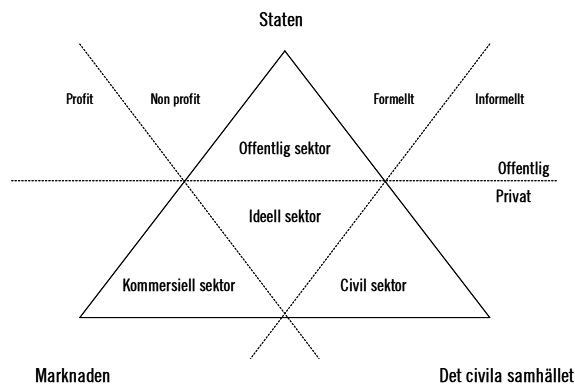 Staten
Profit
Non profit
Formellt
Informellt
Offentlig sektor
Offentlig
Privat
Ideell sektor
Kommersiell sektor
Civil sektor
Marknaden
Det civila samhället